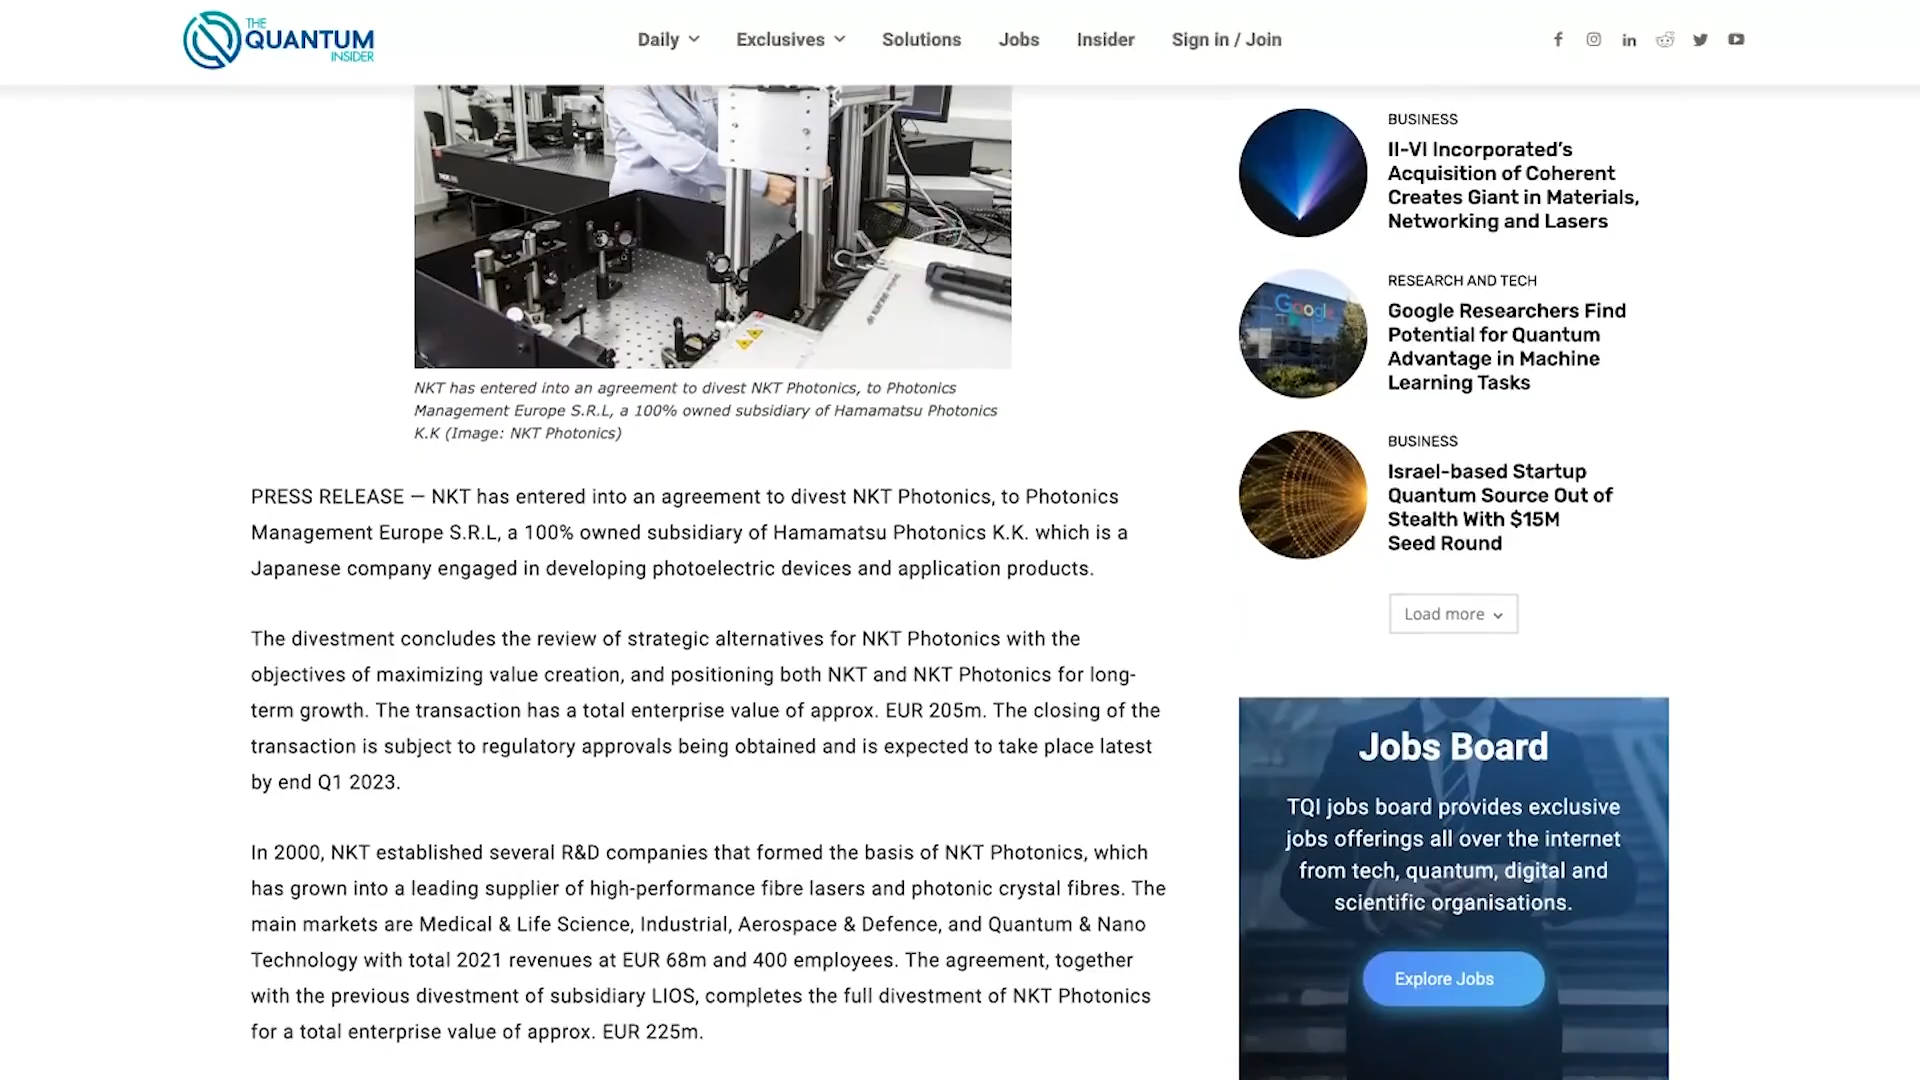 THE
QUANTUM
INSIDER
Daily
Exclusives
Solutions
Jobs
Insider
Sign in / Join
NKT has entered into an agreement to divest NKT Photonics, to Photonics
Management Europe S.R.L, a 100% owned subsidiary of Hamamatsu Photonics
K.K (Image: NKT Photonics)
PRESS RELEASE — NKT has entered into an agreement to divest NKT Photonics, to Photonics
Management Europe S.R.L, a 100% owned subsidiary of Hamamatsu Photonics K.K. which is a
Japanese company engaged in developing photoelectric devices and application products.
The divestment concludes the review of strategic alternatives for NKT Photonics with the
objectives of maximizing value creation, and positioning both NKT and NKT Photonics for long-
term growth. The transaction has a total enterprise value of approx. EUR 205m. The closing of the
transaction is subject to regulatory approvals being obtained and is expected to take place latest
by end Q1 2023.
In 2000, NKT established several R&D companies that formed the basis of NKT Photonics, which
has grown into a leading supplier of high-performance fibre lasers and photonic crystal fibres. The
main markets are Medical & Life Science, Industrial, Aerospace & Defence, and Quantum & Nano
Technology with total 2021 revenues at EUR 68m and 400 employees. The agreement, together
with the previous divestment of subsidiary LIOS, completes the full divestment of NKT Photonics
for a total enterprise value of approx. EUR 225m.
BUSINESS
II-VI Incorporated's
Acquisition of Coherent
Creates Giant in Materials,
Networking and Lasers
Google
RESEARCH AND TECH
Google Researchers Find
Potential for Quantum
Advantage in Machine
Learning Tasks
BUSINESS
Israel-based Startup
Quantum Source Out of
Stealth With $15M
Seed Round
Load more
Jobs Board
TQI jobs board provides exclusive
jobs offerings all over the internet
from tech, quantum, digital and
scientific organisations.
Explore Jobs